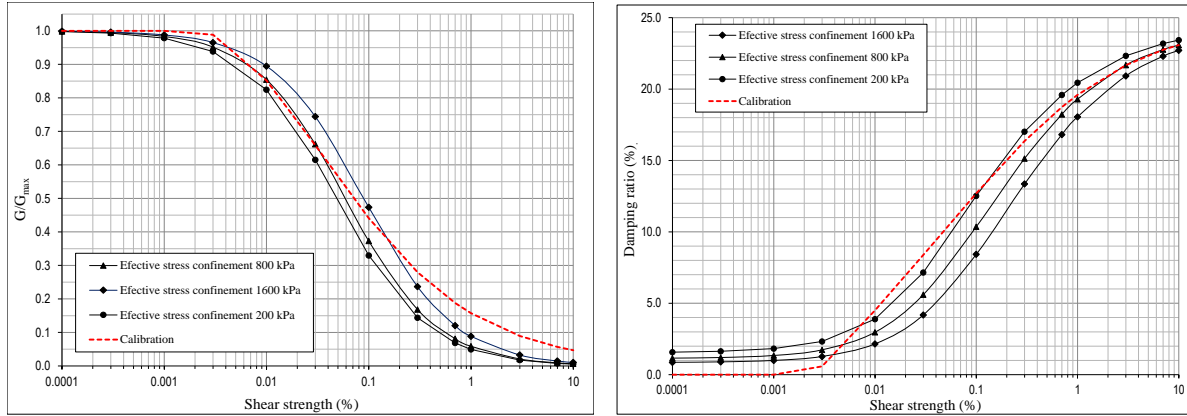 1.0
0.9
0.8
0.7
0.6
0.5
0.4
0.3
0.2
0.1
0.0
G/Gmax
Efective stress confinement 800 kPa
Efective stress confinement 1600 kPa
Efective stress confinement 200 kPa
Calibration
0.0001 0.001 0.01 0.1 1 10
Shear strength (%)
25.0
20.0
15.0
10.0
5.0
0.0
Damping ratio (%)
Efective stress confinement 1600 kPa
Efective stress confinement 800 kPa
Efective stress confinement 200 kPa
Calibration
0.0001 0.001 0.01 0.1 1 10
Shear strength (%)